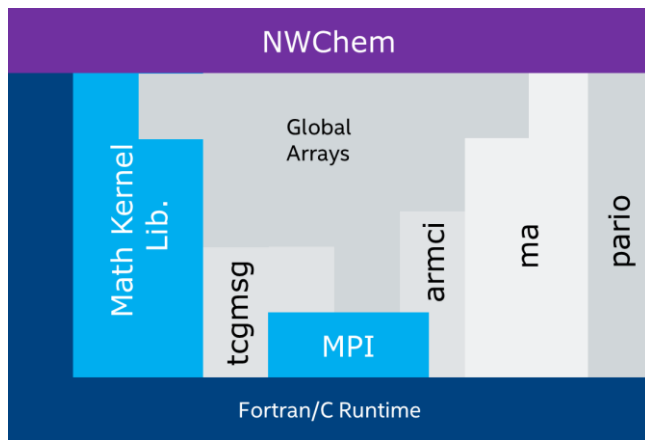 NWChem
Global
Arrays
Math Kernel
Lib.
tcgmsg
armci
ma
pario
MPI
Fortran/C Runtime